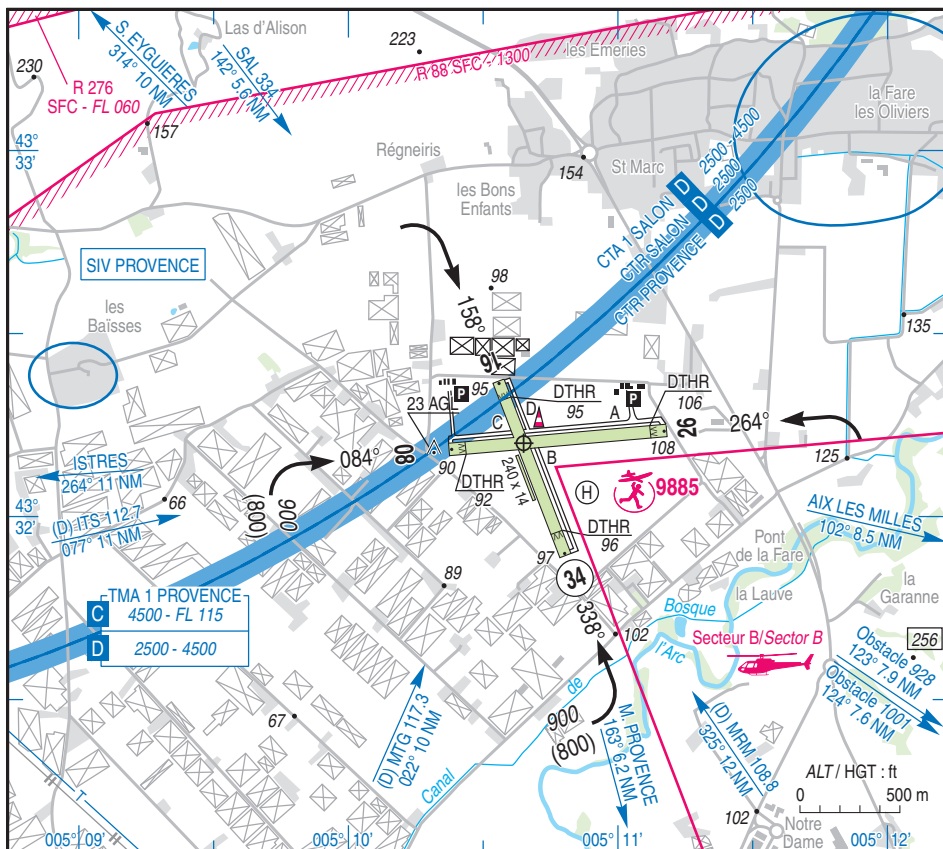 Las d'Alison
S. EYGUIERES
314° 10 NM
SAL 334
142° 5.6 NM
223
les Emeries
230
R 276
SFC - FL 060
R 88 SFC - 1300
la Fare
les Oliviers
157
43°
33'
Régneiris
154
St Marc
les Bons
Enfants
2500 - 4500
2500
2500
D
D
D
CTA 1 SALON
CTR SALON
CTR PROVENCE
SIV PROVENCE
98
158°
les
Baïsses
135
16
95
P
DTHR
95
P
DTHR
106
23 AGL
C
D
A
26
264°
084°
08
90
108
B
DTHR
92
240 x 14
125
ISTRES
264° 11 NM
66
900
(800)
H
9885
43°
32'
(D) ITS 112.7
077° 11 NM
DTHR
96
AIX LES MILLES
102° 8.5 NM
97
Pont
de la Fare
34
89
la Lauve
la
Garanne
TMA 1 PROVENCE
C
4500 - FL 115
D
2500 - 4500
338°
102
Bosque
l'Arc
Secteur B/Sector B
256
Obstacle 928
123° 7.9 NM
Obstacle 1001
124° 7.6 NM
67
(D) MTG 117.3
022° 10 NM
de
900
(800)
M. PROVENCE
163° 6.2 NM
(D) MRM 108.8
325° 12 NM
Canal
ALT / HGT : ft
0 500 m
T
102
Notre
Dame
005° 09'
005° 10'
005° 11'
005° 12'